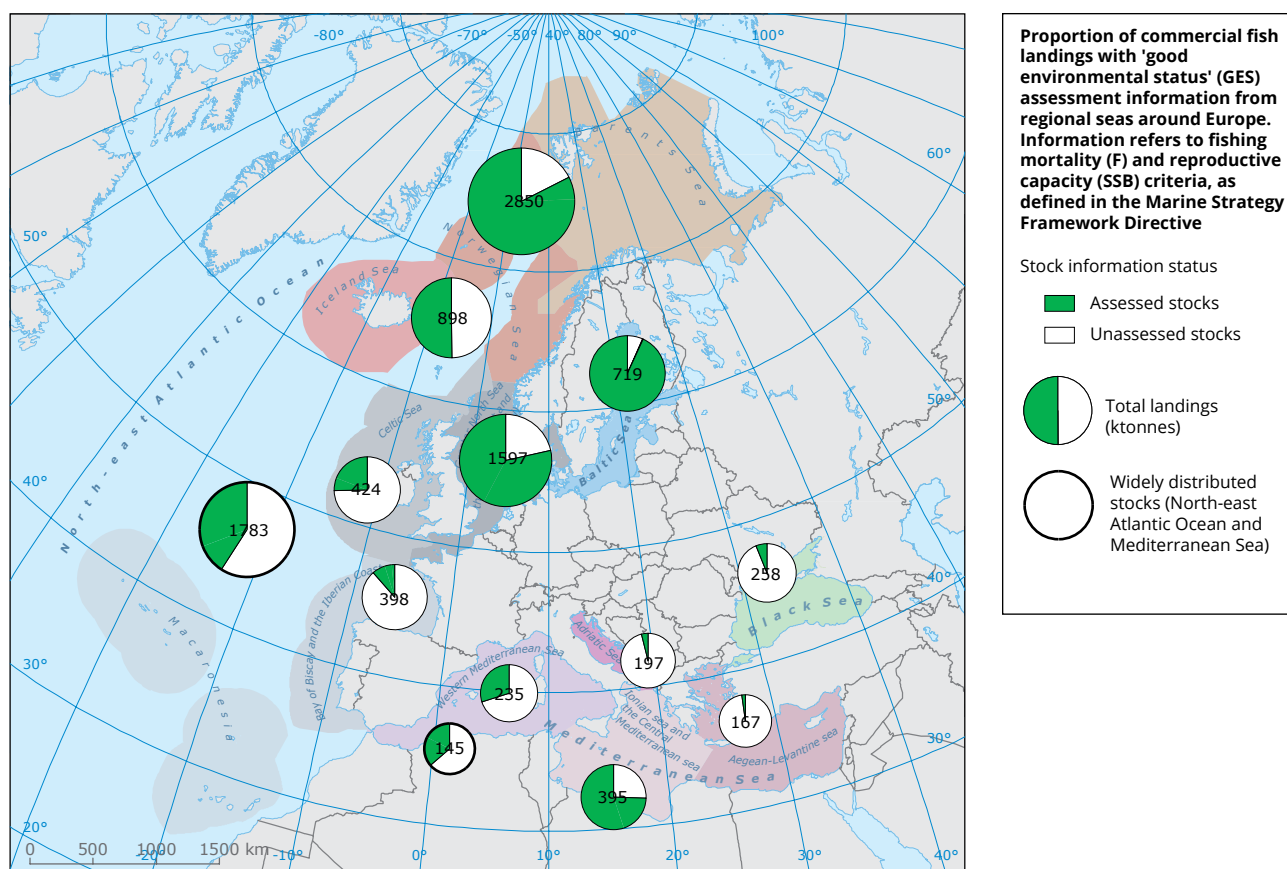 -80°
-70°
-50°
40°
80°
90°
100°
60°
50°
40°
30°
20°
50°
40°
30°
-20°
-10°
0°
10°
20°
30°
40°
Barents Sea
Norwegian Sea
Iceland Sea
North-east Atlantic Ocean
Celtic Sea
North Sea
and
Baltic Sea
Bay of Biscay and the Iberian Coast
Macaronesia
Black Sea
Adriatic Sea
Western Mediterranean Sea
Ionian sea and
the Central
Mediterranean sea
Aegean-Levantine sea
Mediterranean Sea
2850
898
719
1597
424
1783
398
258
197
235
167
145
395
0 500 1000 1500 km
Proportion of commercial fish
landings with 'good
environmental status' (GES)
assessment information from
regional seas around Europe.
Information refers to fishing
mortality (F) and reproductive
capacity (SSB) criteria, as
defined in the Marine Strategy
Framework Directive
Stock information status
Assessed stocks
Unassessed stocks
Total landings
(ktonnes)
Widely distributed
stocks (North-east
Atlantic Ocean and
Mediterranean Sea)